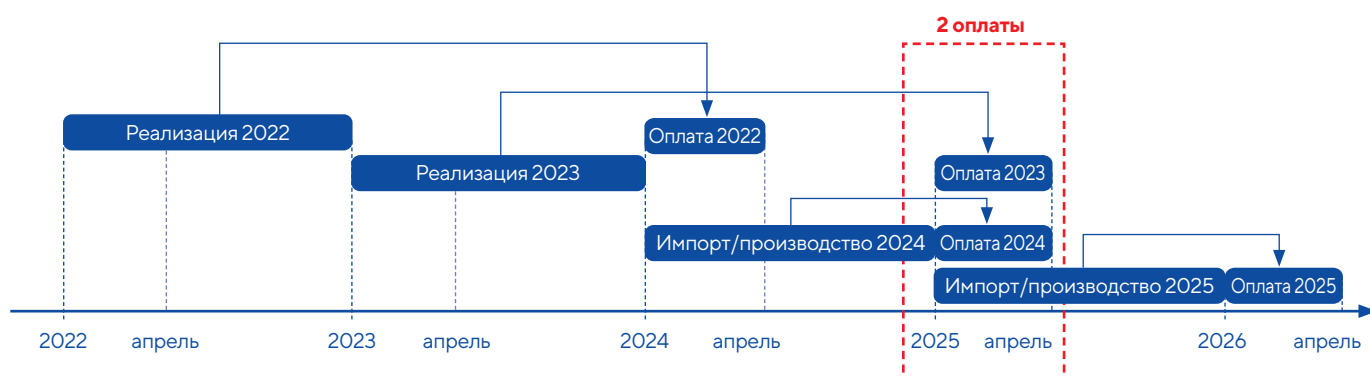 2 оплаты
Реализация 2022
Оплата 2022
Реализация 2023
Оплата 2023
Импорт/производство 2024
Оплата 2024
Импорт/производство 2025
Оплата 2025
2022 апрель 2023 апрель 2024 апрель 2025 апрель 2026 апрель